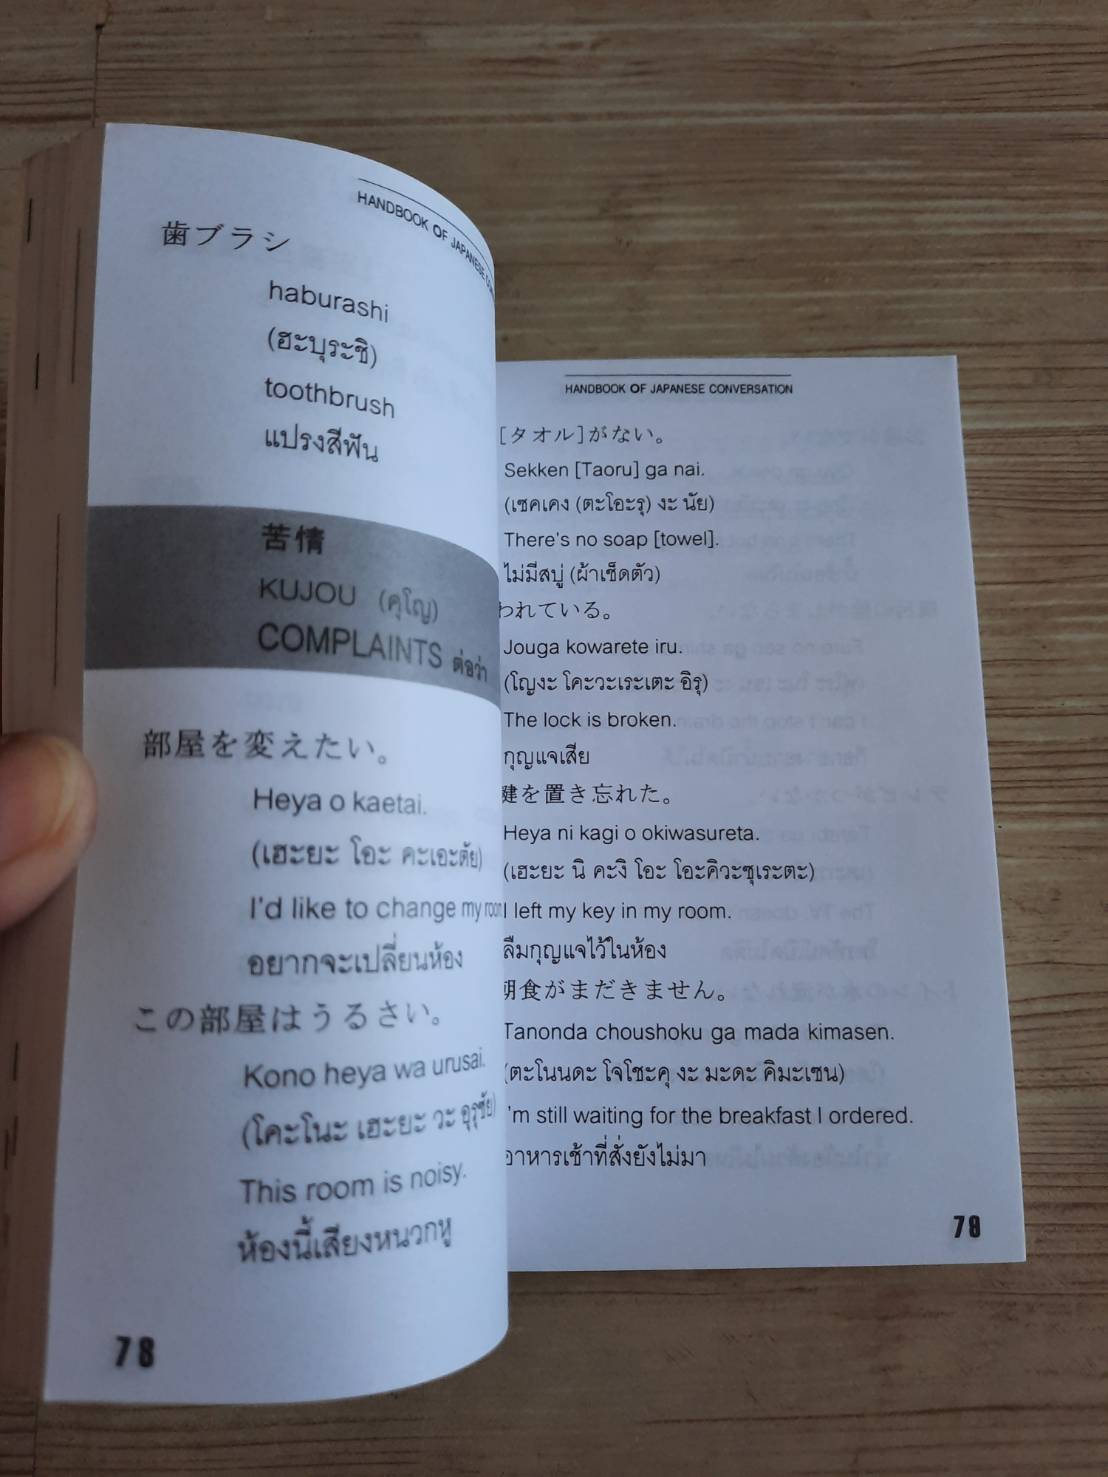 HANDBOOK OF JAPANESE
歯ブラシ
haburashi
(ฮะบุระชิ)
toothbrush
แปรงสีฟัน
苦情
KUJOU (คุโญ)
COMPLAINTS ต่อว่า
部屋を変えたい。
Heya o kaetai.
(เฮะยะ โอะ คะเอะตัย)
I'd like to change my room
อยากจะเปลี่ยนห้อง
この部屋はうるさい。
Kono heya wa urusai.
(โคะโนะ เฮะยะ วะ อุรุซัย)
This room is noisy.
ห้องนี้เสียงหนวกหู
78
HANDBOOK OF JAPANESE CONVERSATION
[タオル]がない。
Sekken [Taoru] ga nai.
(เซคเคง (ตะโอะรุ) งะ นัย)
There's no soap [towel].
ไม่มีสบู่ (ผ้าเช็ดตัว)
われている。
Jouga kowarete iru.
(โญงะ โคะวะเระเตะ อิรุ)
The lock is broken.
กุญแจเสีย
鍵を置き忘れた。
Heya ni kagi o okiwasureta.
(เฮะยะ นิ คะงิ โอะ โอะคิวะซุเระตะ)
I left my key in my room.
ลืมกุญแจไว้ในห้อง
朝食がまだきません。
Tanonda choushoku ga mada kimasen.
(ตะโนนดะ โจโชะคุ งะ มะดะ คิมะเซน)
'm still waiting for the breakfast I ordered.
อาหารเช้าที่สั่งยังไม่มา
79